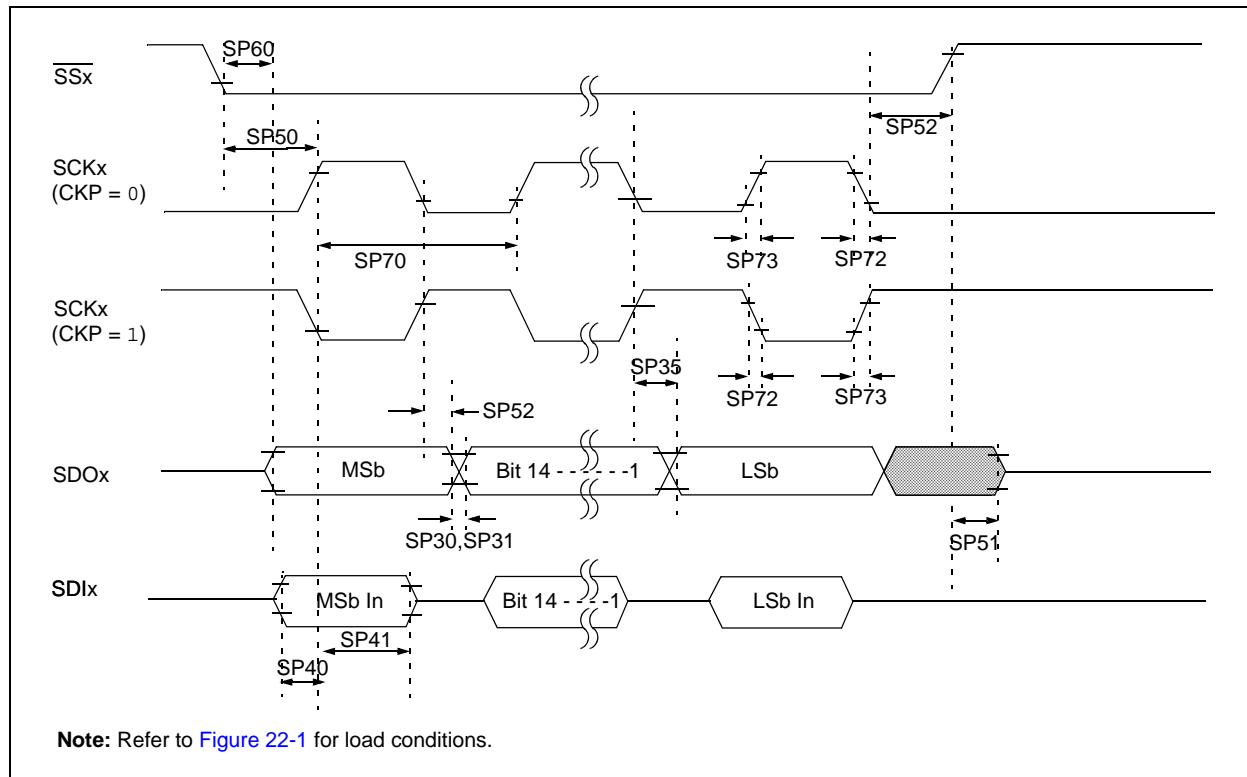 SP60
SSx
SP52
SP50
SCKx
(CKP = 0)
SP70
SP73
SP72
SCKx
(CKP = 1)
SP35
SP72
SP73
SP52
SDOx
MSb
Bit 14 - - - - - -1
LSb
SP30,SP31
SP51
SDIx
MSb In
Bit 14 - - - -1
LSb In
SP41
SP40
Note: Refer to Figure 22-1 for load conditions.